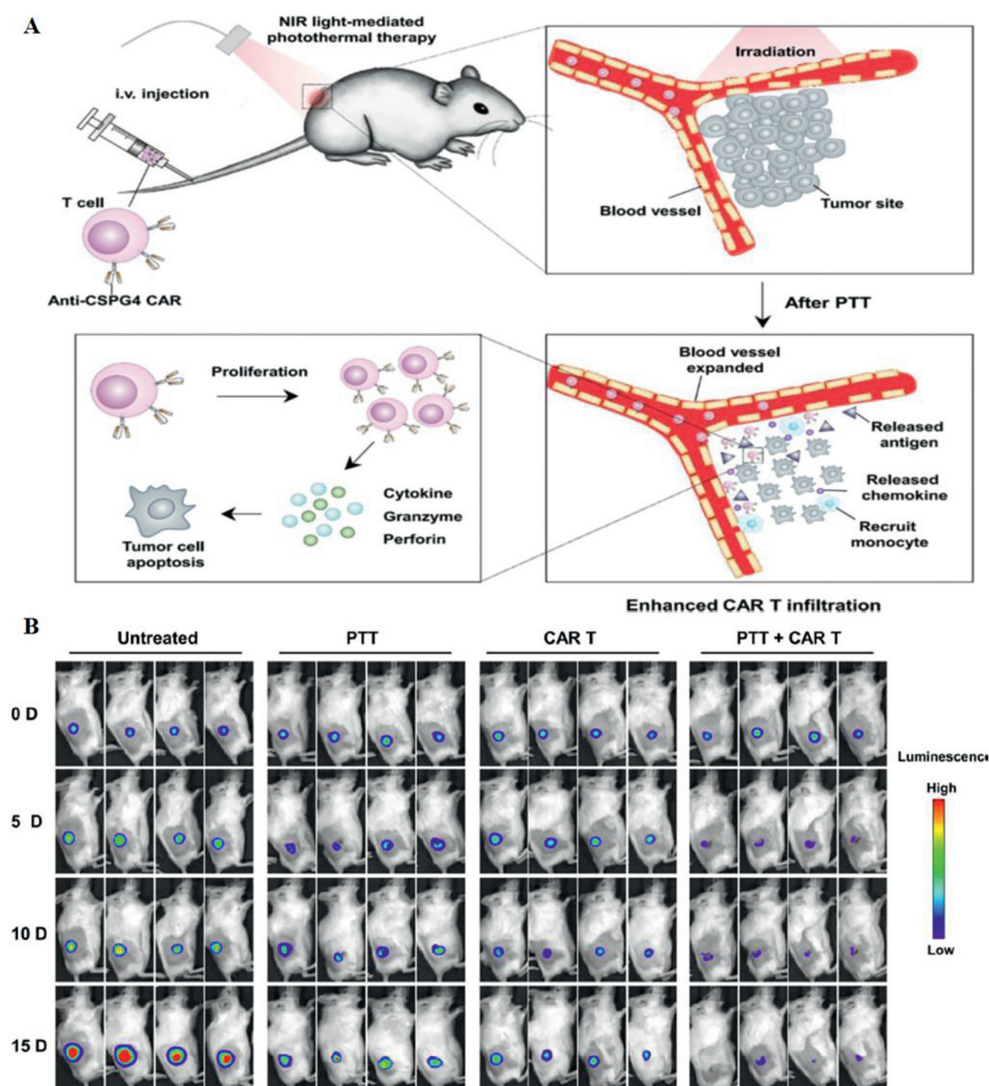 A
NIR light-mediated
photothermal therapy
i.v. injection
T cell
Anti-CSPG4 CAR
Irradiation
Blood vessel
Tumor site
After PTT
Proliferation
Cytokine
Granzyme
Perforin
Tumor cell
apoptosis
Blood vessel
expanded
Released
antigen
Released
chemokine
Recruit
monocyte
Enhanced CAR T infiltration
B
Untreated
PTT
CAR T
PTT + CAR T
0 D
5 D
10 D
15 D
Luminescence
High
Low